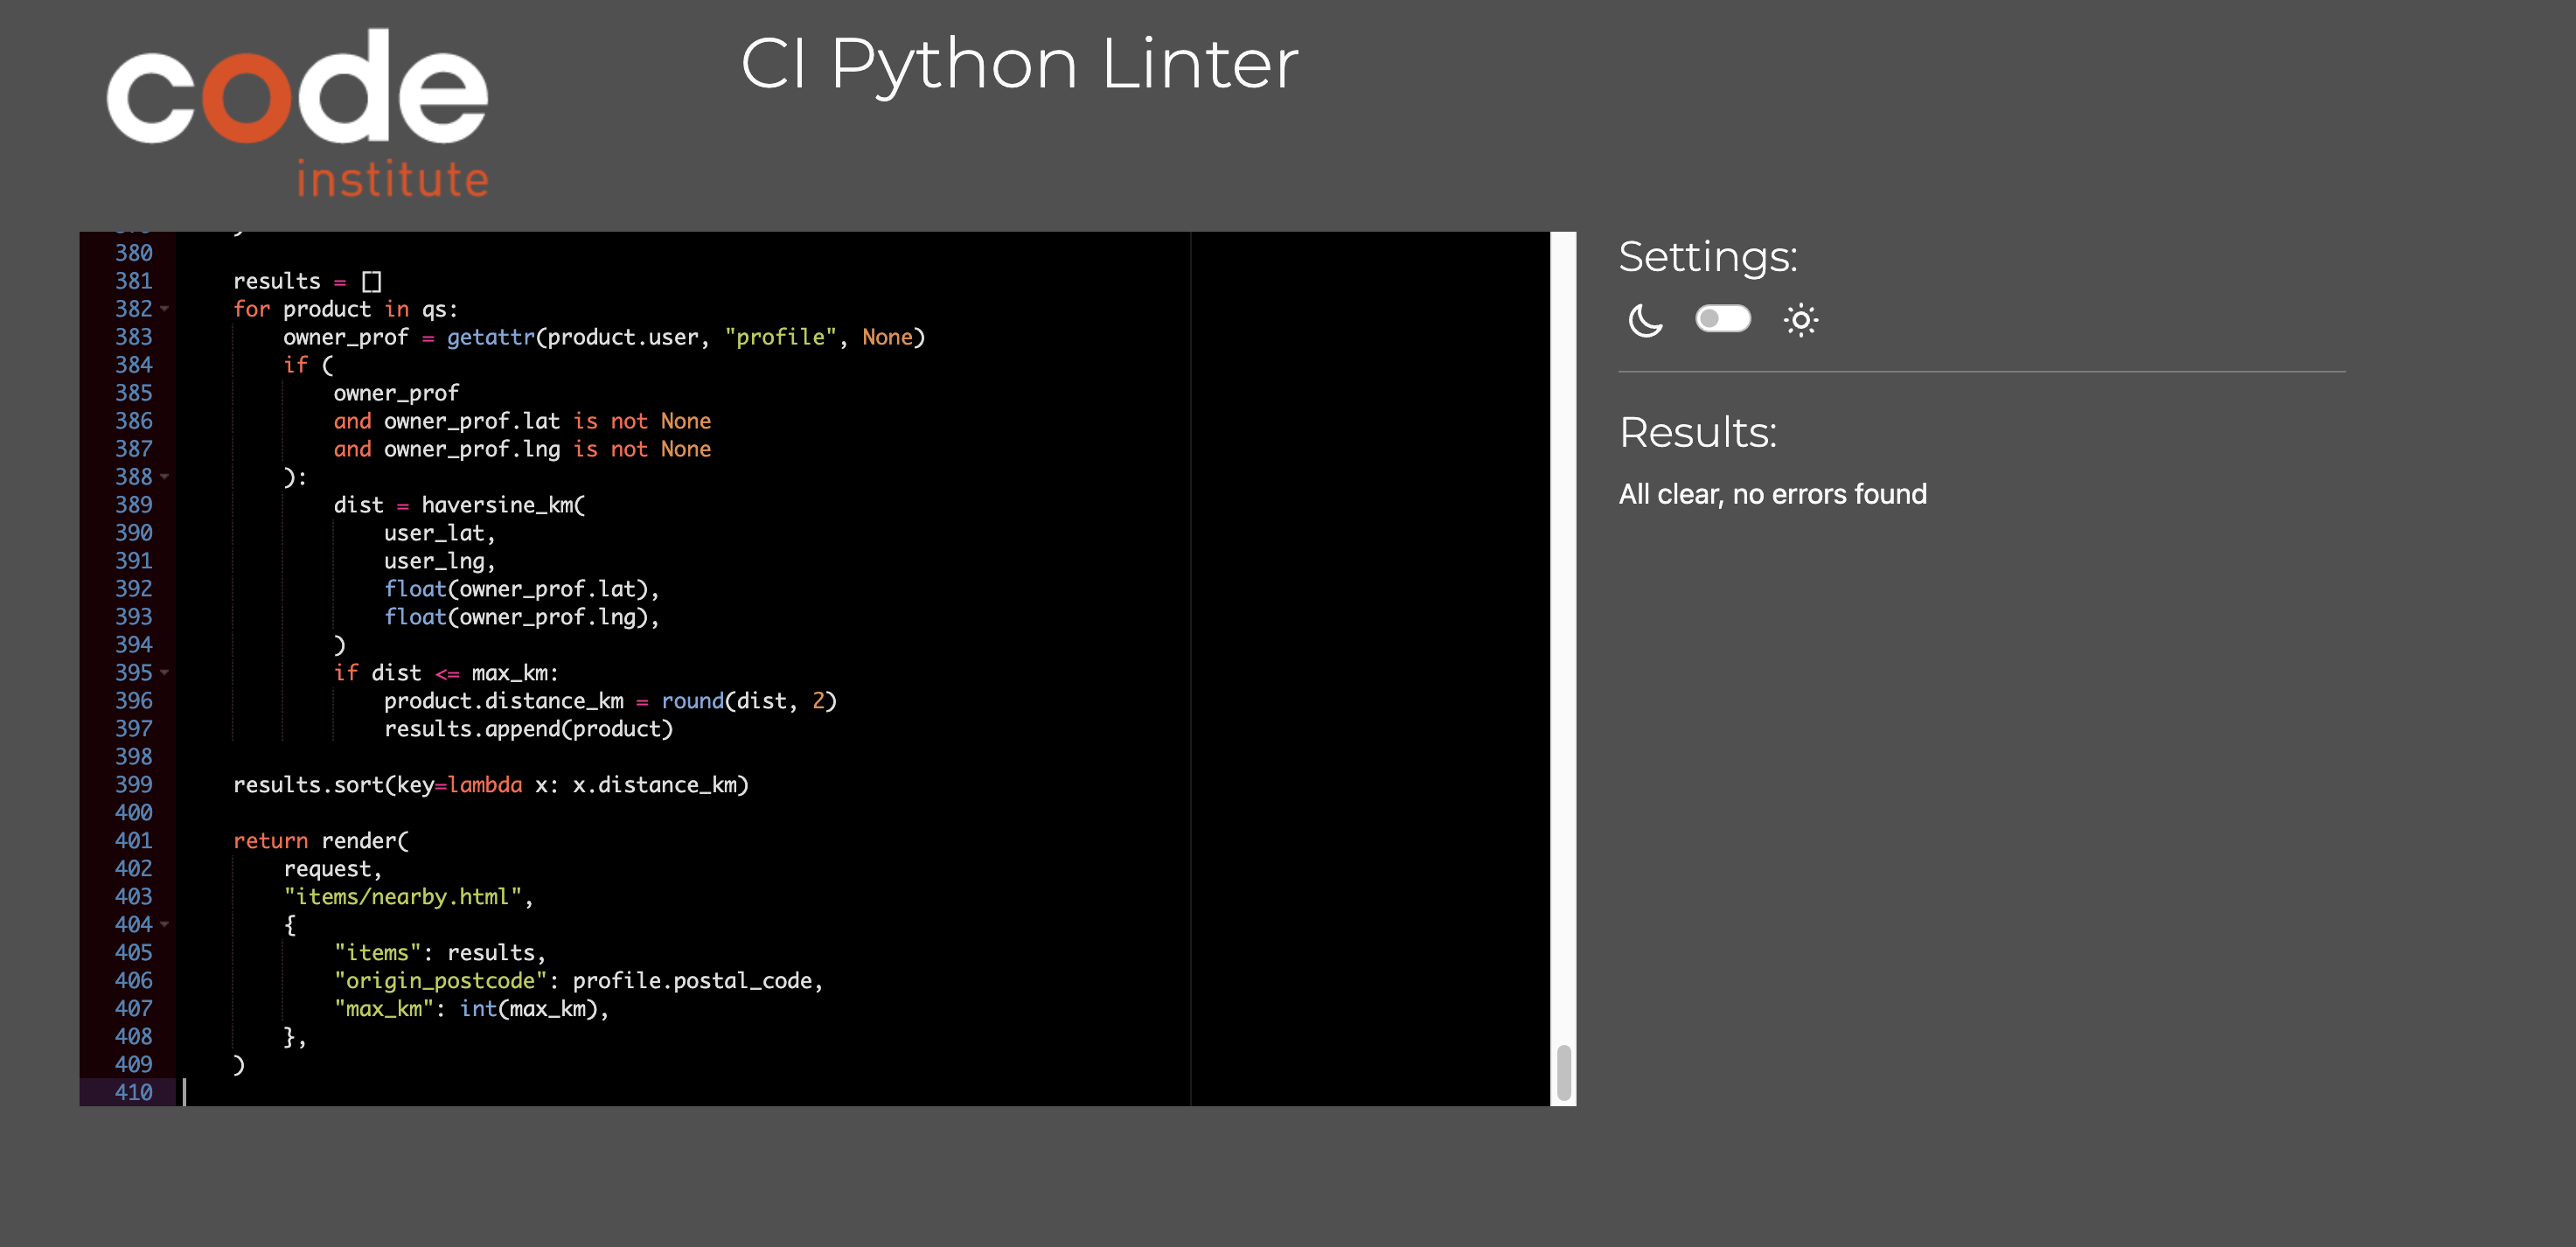 code
institute
CI Python Linter
380
381 results = []
382 for product in qs:
383 owner_prof = getattr(product.user, "profile", None)
384 if (
385 owner_prof
386 and owner_prof.lat is not None
387 and owner_prof.lng is not None
388 ):
389 dist = haversine_km(
390 user_lat,
391 user_lng,
392 float(owner_prof.lat),
393 float(owner_prof.lng),
394 )
395 if dist <= max_km:
396 product.distance_km = round(dist, 2)
397 results.append(product)
398
399 results.sort(key=lambda x: x.distance_km)
400
401 return render(
402 request,
403 "items/nearby.html",
404 {
405 "items": results,
406 "origin_postcode": profile.postal_code,
407 "max_km": int(max_km),
408 },
409 )
410
Settings:
Results:
All clear, no errors found